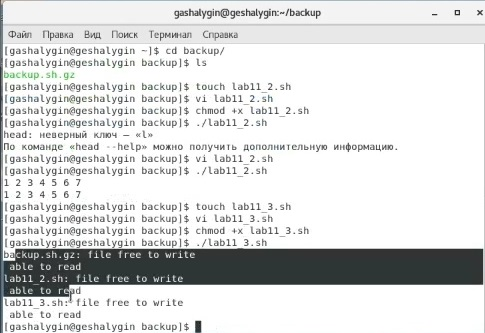 gashalygin@geshalygin:~/backup
Файл Правка Вид Поиск Терминал Справка
[gashalygin@geshalygin ~]$ cd backup/
[gashalygin@geshalygin backup]$ ls
backup.sh.gz
[gashalygin@geshalygin backup]$ touch lab11_2.sh
[gashalygin@geshalygin backup]$ vi lab11_2.sh
[gashalygin@geshalygin backup]$ chmod +x lab11_2.sh
[gashalygin@geshalygin backup]$ ./lab11_2.sh
head: неверный ключ – «l»
По команде «head --help» можно получить дополнительную информацию.
[gashalygin@geshalygin backup]$ vi lab11_2.sh
[gashalygin@geshalygin backup]$ ./lab11_2.sh
1 2 3 4 5 6 7
1 2 3 4 5 6 7
[gashalygin@geshalygin backup]$ touch lab11_3.sh
[gashalygin@geshalygin backup]$ vi lab11_3.sh
[gashalygin@geshalygin backup]$ chmod +x lab11_3.sh
[gashalygin@geshalygin backup]$ ./lab11_3.sh
backup.sh.gz: file free to write
able to read
lab11_2.sh: file free to write
able to read
lab11_3.sh: file free to write
able to read
[gashalygin@geshalygin backup]$